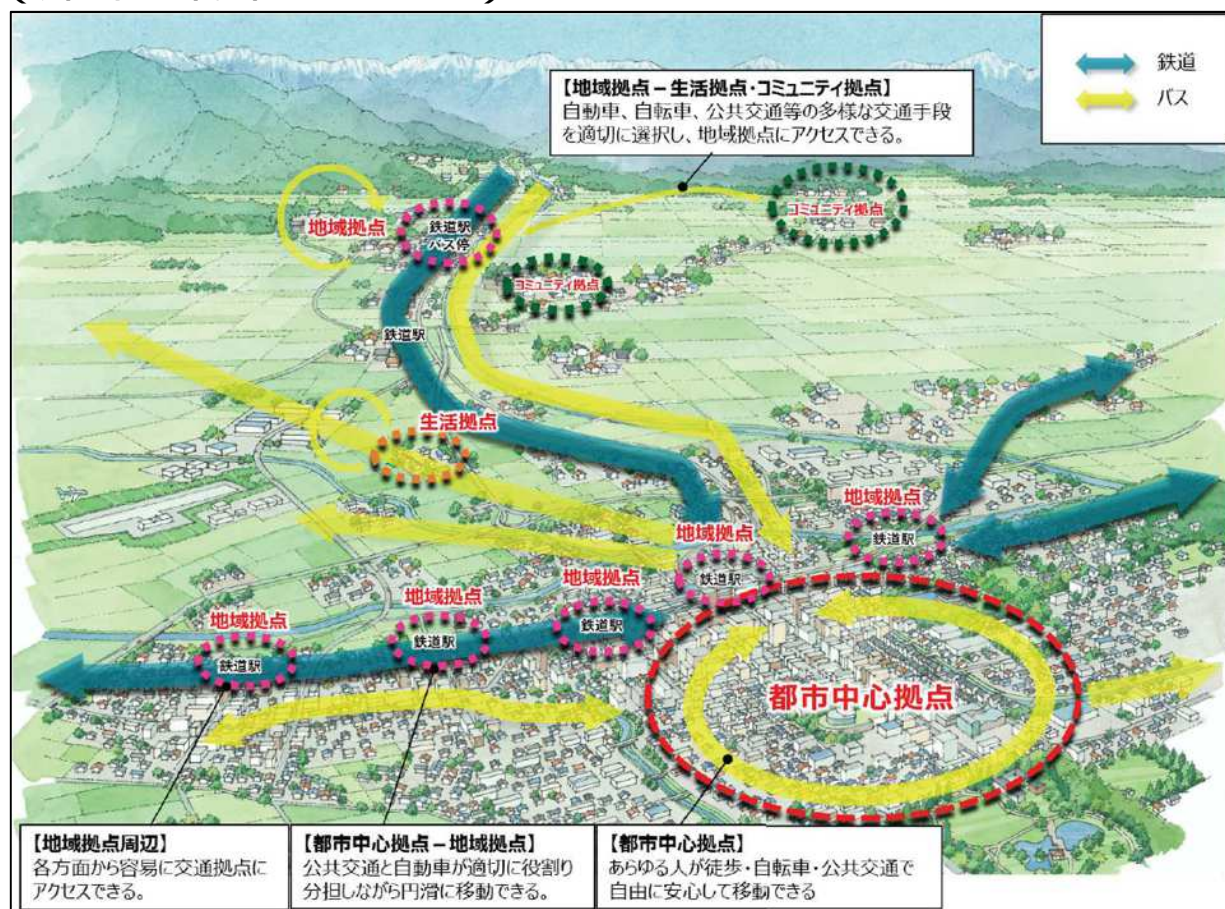 鉄道
バス
【地域拠点－生活拠点・コミュニティ拠点】
自動車、自転車、公共交通等の多様な交通手段
を適切に選択し、地域拠点にアクセスできる。
コミュニティ拠点
地域拠点
鉄道駅
バス停
コミュニティ拠点
鉄道駅
生活拠点
地域拠点
鉄道駅
地域拠点
鉄道駅
地域拠点
鉄道駅
地域拠点
鉄道駅
地域拠点
鉄道駅
都市中心拠点
【地域拠点周辺】
各方面から容易に交通拠点に
アクセスできる。
【都市中心拠点－地域拠点】
公共交通と自動車が適切に役割り
分担しながら円滑に移動できる。
【都市中心拠点】
あらゆる人が徒歩・自転車・公共交通で
自由に安心して移動できる